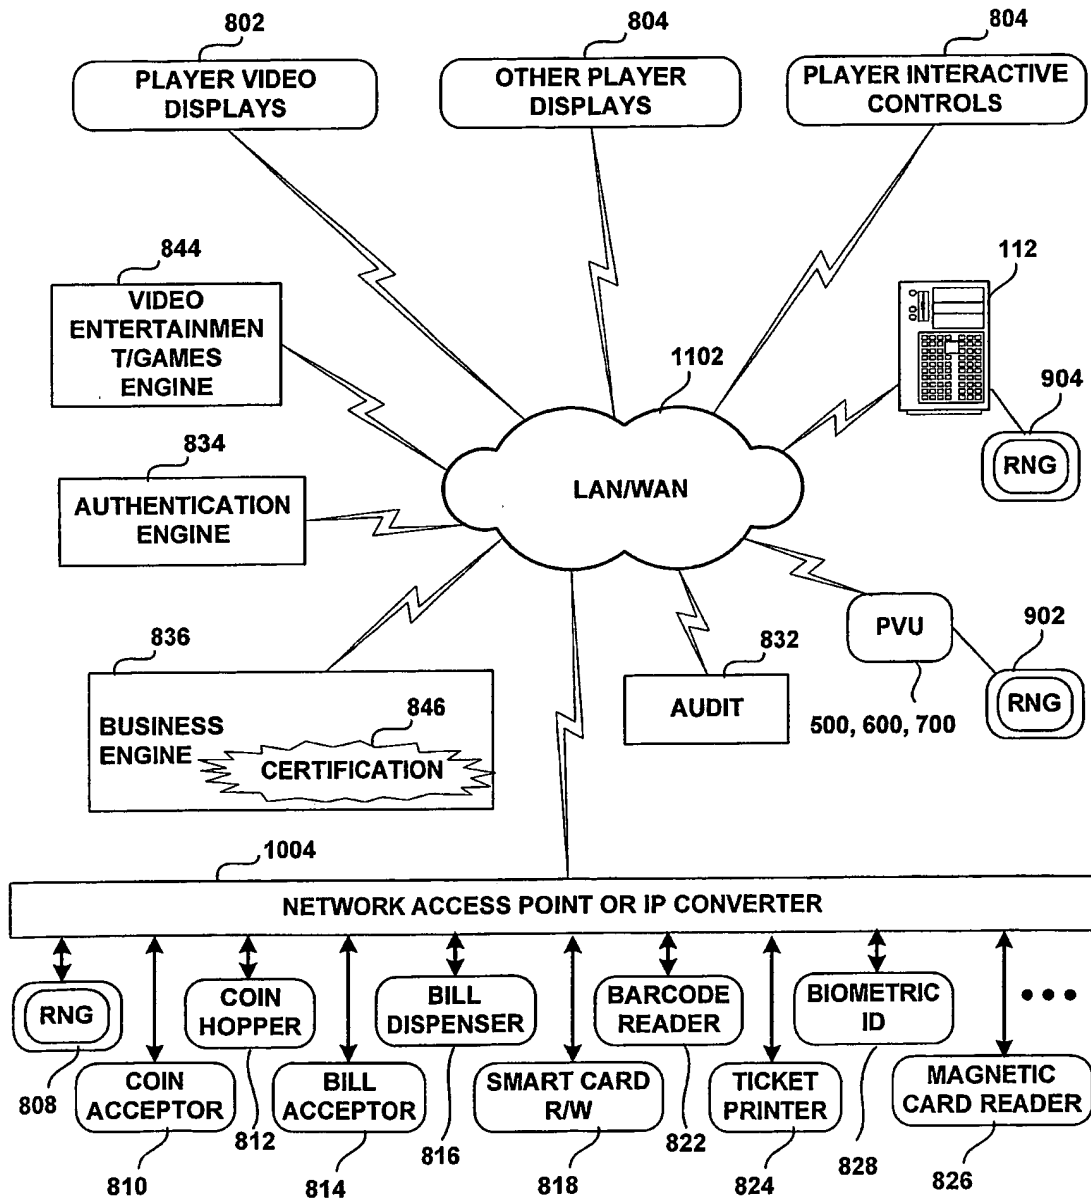 802
804
804
PLAYER VIDEO
DISPLAYS
OTHER PLAYER
DISPLAYS
PLAYER INTERACTIVE
CONTROLS
844
VIDEO
ENTERTAINMEN
T/GAMES
ENGINE
112
1102
904
RNG
LAN/WAN
834
AUTHENTICATION
ENGINE
836
BUSINESS
ENGINE
846
CERTIFICATION
832
AUDIT
PVU
500, 600, 700
902
RNG
1004
NETWORK ACCESS POINT OR IP CONVERTER
RNG
808
COIN
ACCEPTOR
810
COIN
HOPPER
812
BILL
ACCEPTOR
814
BILL
DISPENSER
816
SMART CARD
R/W
818
BARCODE
READER
822
TICKET
PRINTER
824
BIOMETRIC
ID
828
MAGNETIC
CARD READER
826